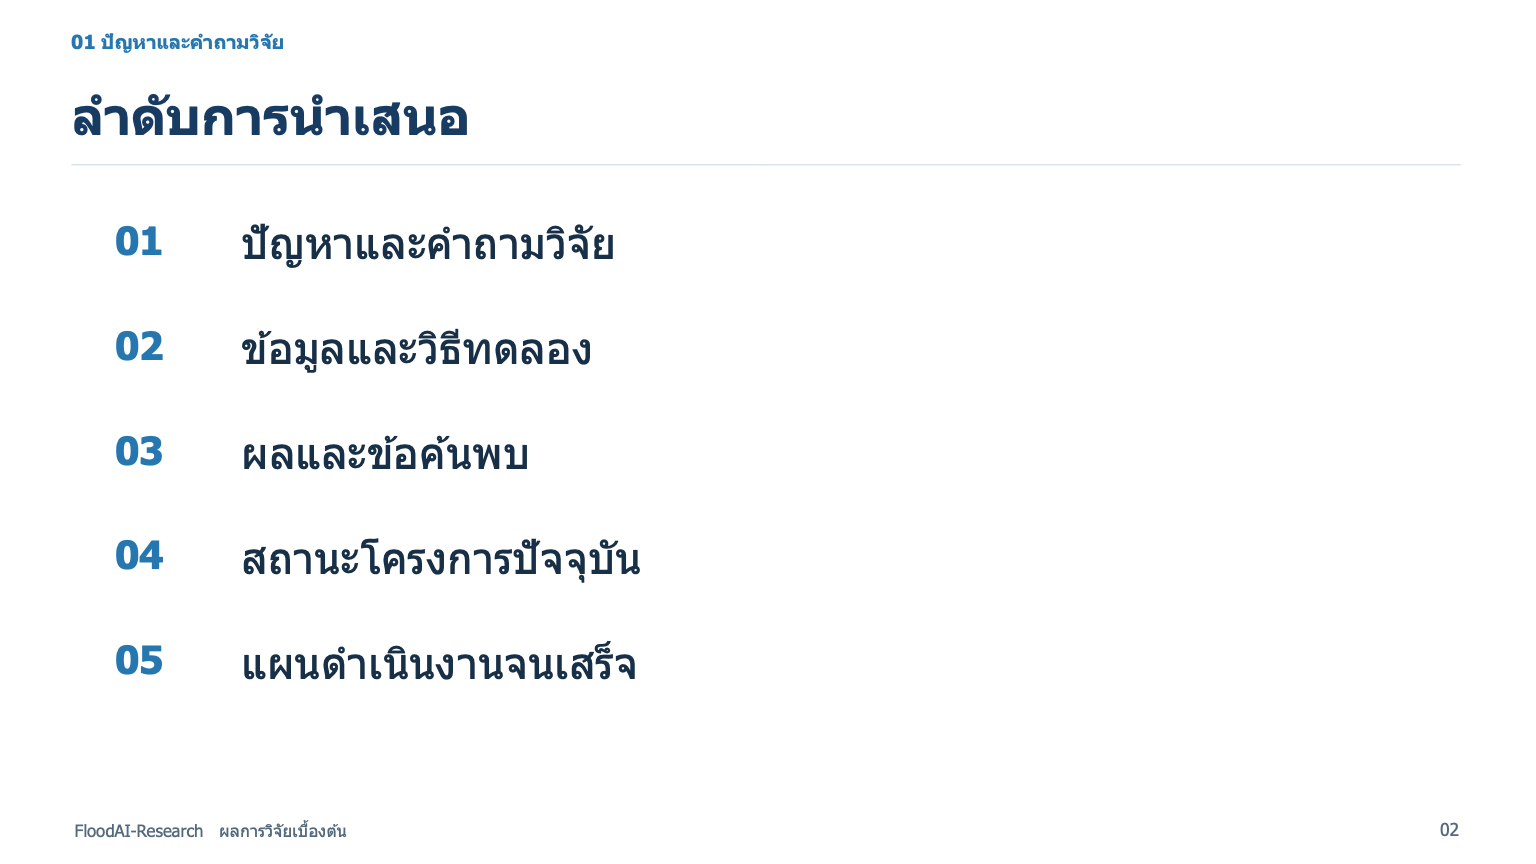 01 ปัญหาและคำถามวิจัย
ลำดับการนำเสนอ
01 ปัญหาและคำถามวิจัย
02 ข้อมูลและวิธีทดลอง
03 ผลและข้อค้นพบ
04 สถานะโครงการปัจจุบัน
05 แผนดำเนินงานจนเสร็จ
FloodAI-Research ผลการวิจัยเบื้องต้น 02